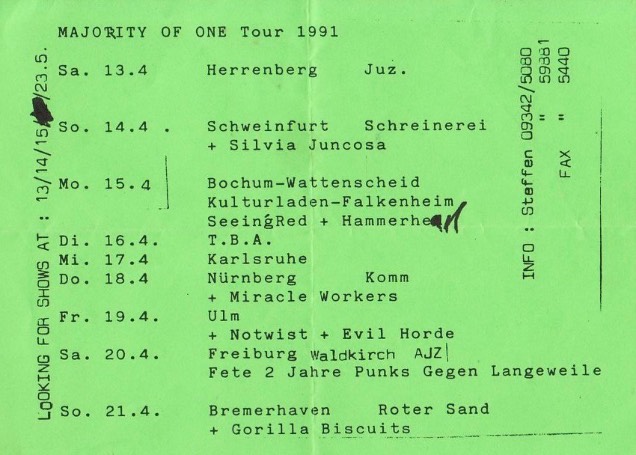 MAJORITY OF ONE Tour 1991
Sa. 13.4 Herrenberg Juz.
So. 14.4 . Schweinfurt Schreinerei
+ Silvia Juncosa
Mo. 15.4 Bochum-Wattenscheid
Kulturladen-Falkenheim
SeeingRed + Hammerhead
Di. 16.4. T.B.A.
Mi. 17.4 Karlsruhe
Do. 18.4 Nürnberg Komm
+ Miracle Workers
Fr. 19.4. Ulm
+ Notwist + Evil Horde
Sa. 20.4. Freiburg Waldkirch AJZ
Fete 2 Jahre Punks Gegen Langeweile
So. 21.4. Bremerhaven Roter Sand
+ Gorilla Biscuits
LOOKING FOR SHOWS AT : 13/14/15/ /23.5.
INFO : Steffen 09342/5080
" 59881
FAX " 5440